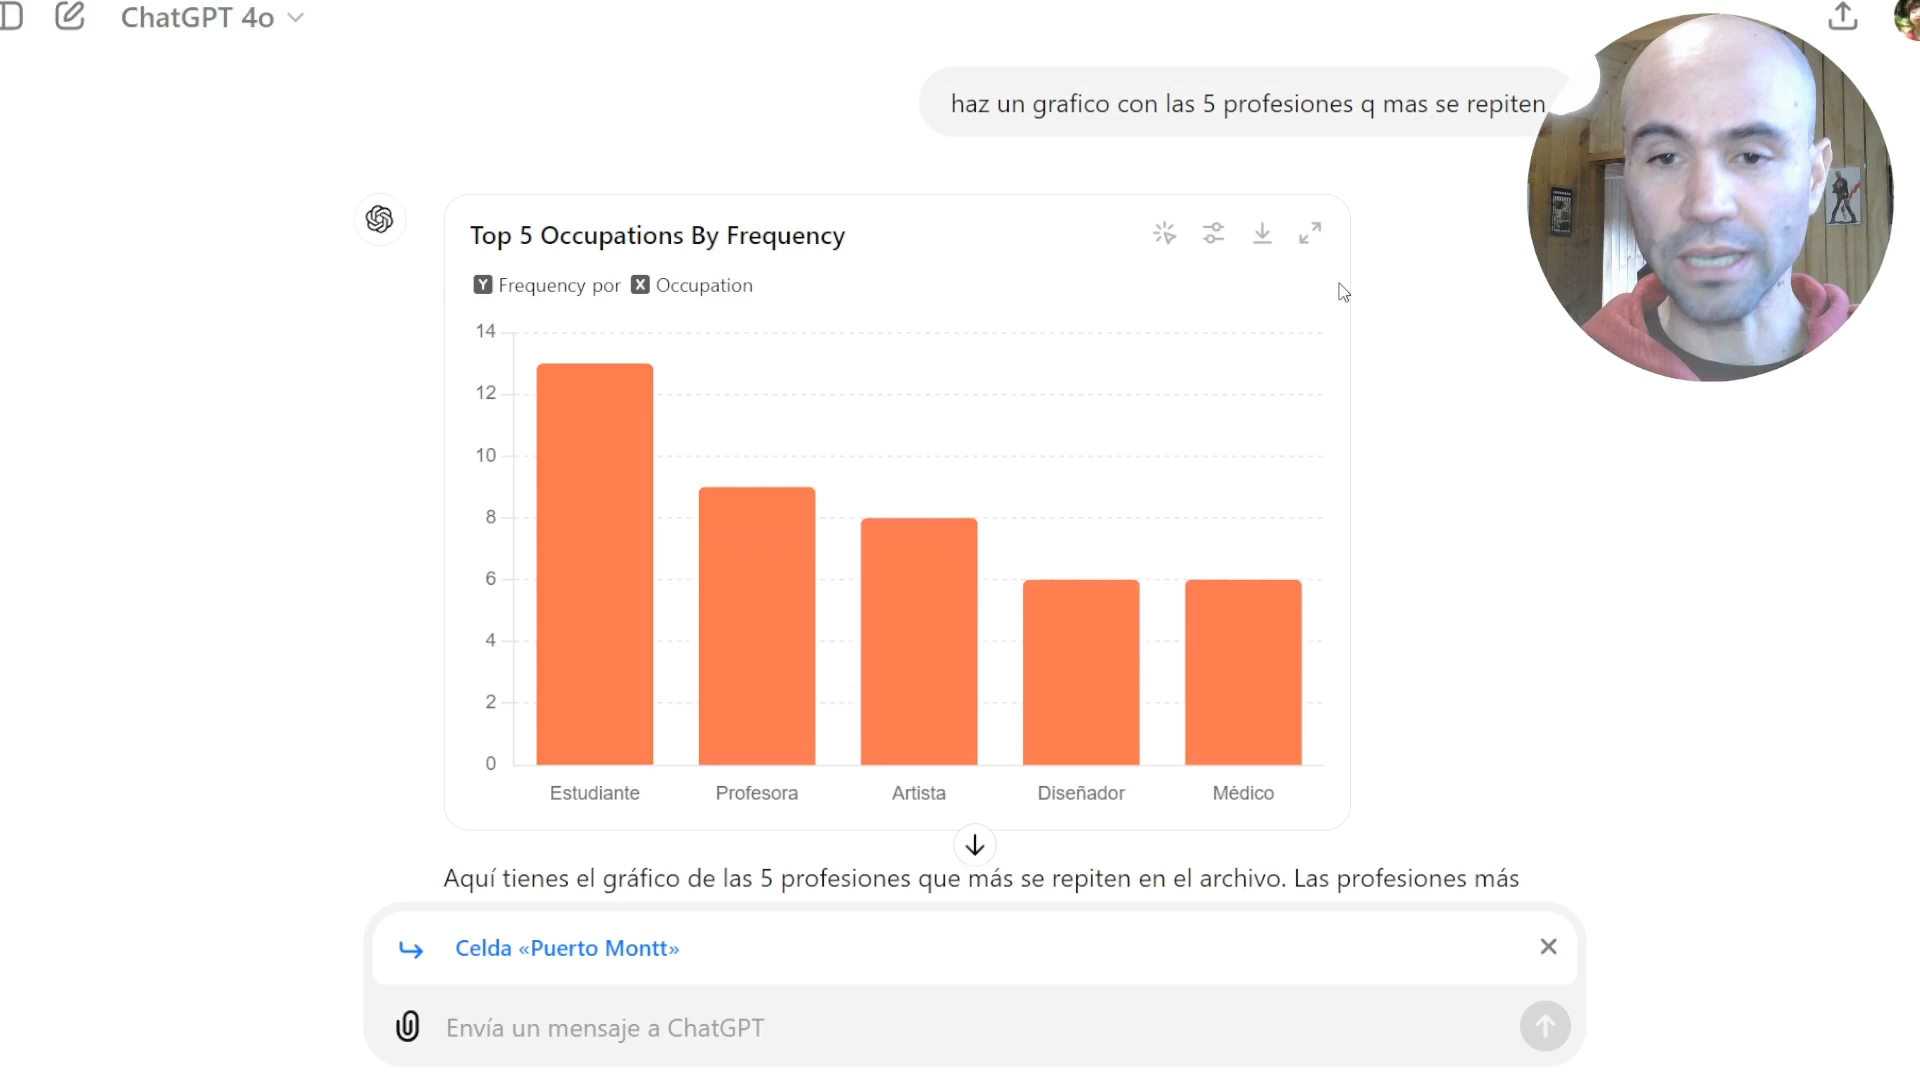 ChatGPT 4o
haz un grafico con las 5 profesiones q mas se repiten
Top 5 Occupations By Frequency
Y Frequency por X Occupation
14
12
10
8
6
4
2
0
Estudiante Profesora Artista Diseñador Médico
Aquí tienes el gráfico de las 5 profesiones que más se repiten en el archivo. Las profesiones más
Celda «Puerto Montt»
Envía un mensaje a ChatGPT